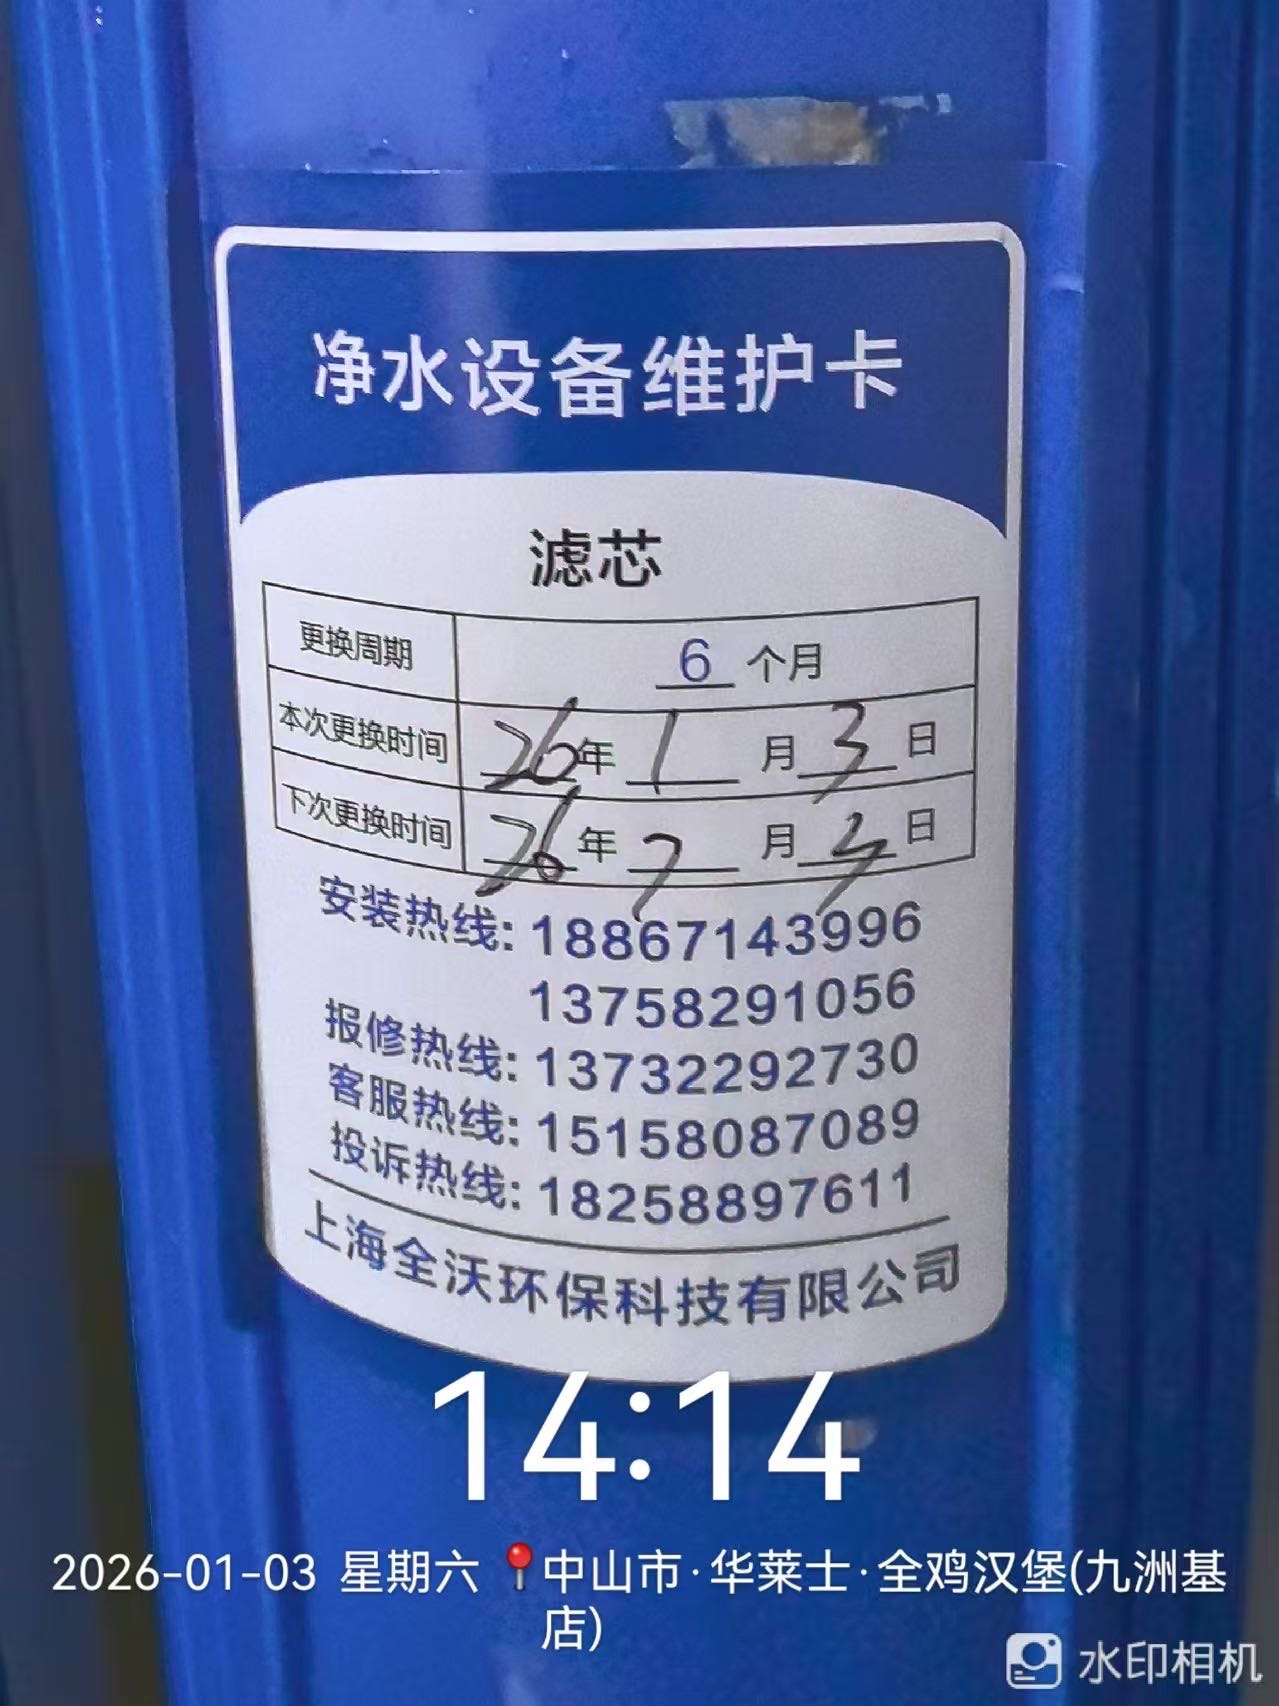 净水设备维护卡
滤芯
更换周期 6 个月
本次更换时间 26年 1 月 3 日
下次更换时间 26年 7 月 3 日
安装热线: 18867143996
13758291056
报修热线: 13732292730
客服热线: 15158087089
投诉热线: 18258897611
上海全沃环保科技有限公司
14:14
2026-01-03 星期六 中山市·华莱士·全鸡汉堡(九洲基
店)
水印相机